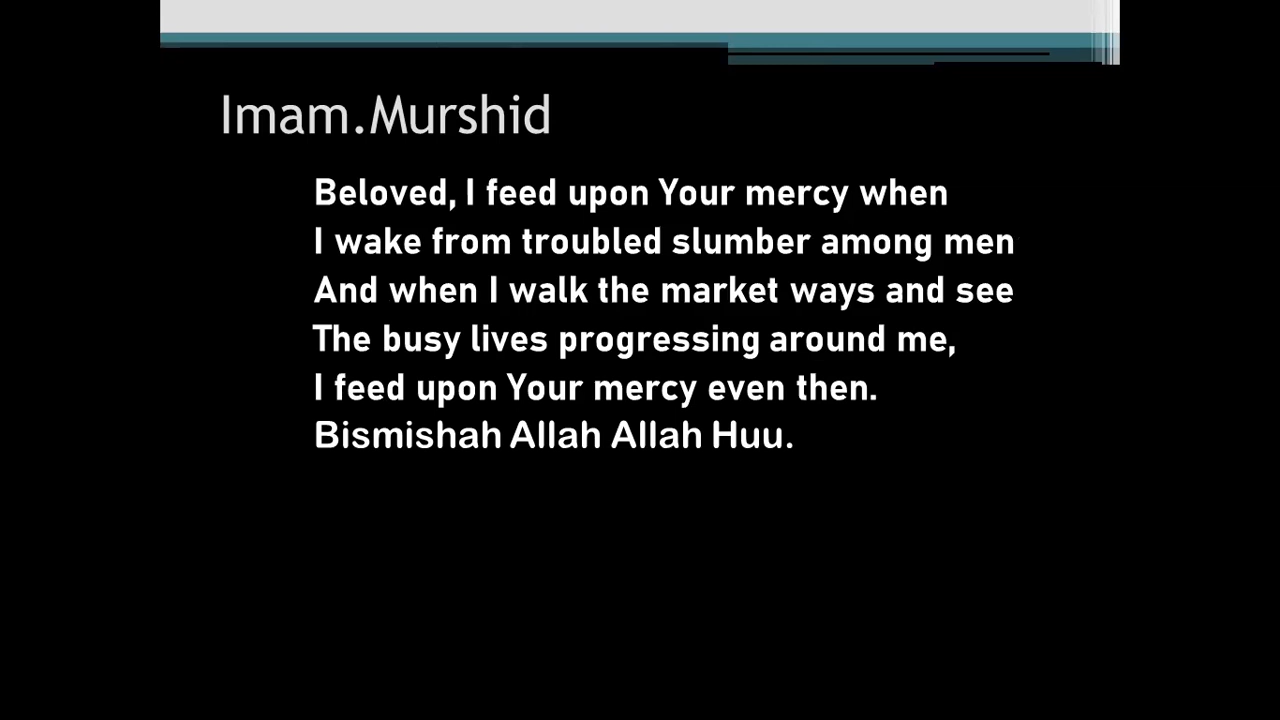 Imam.Murshid
Beloved, I feed upon Your mercy when
I wake from troubled slumber among men
And when I walk the market ways and see
The busy lives progressing around me,
I feed upon Your mercy even then.
Bismishah Allah Allah Huu.